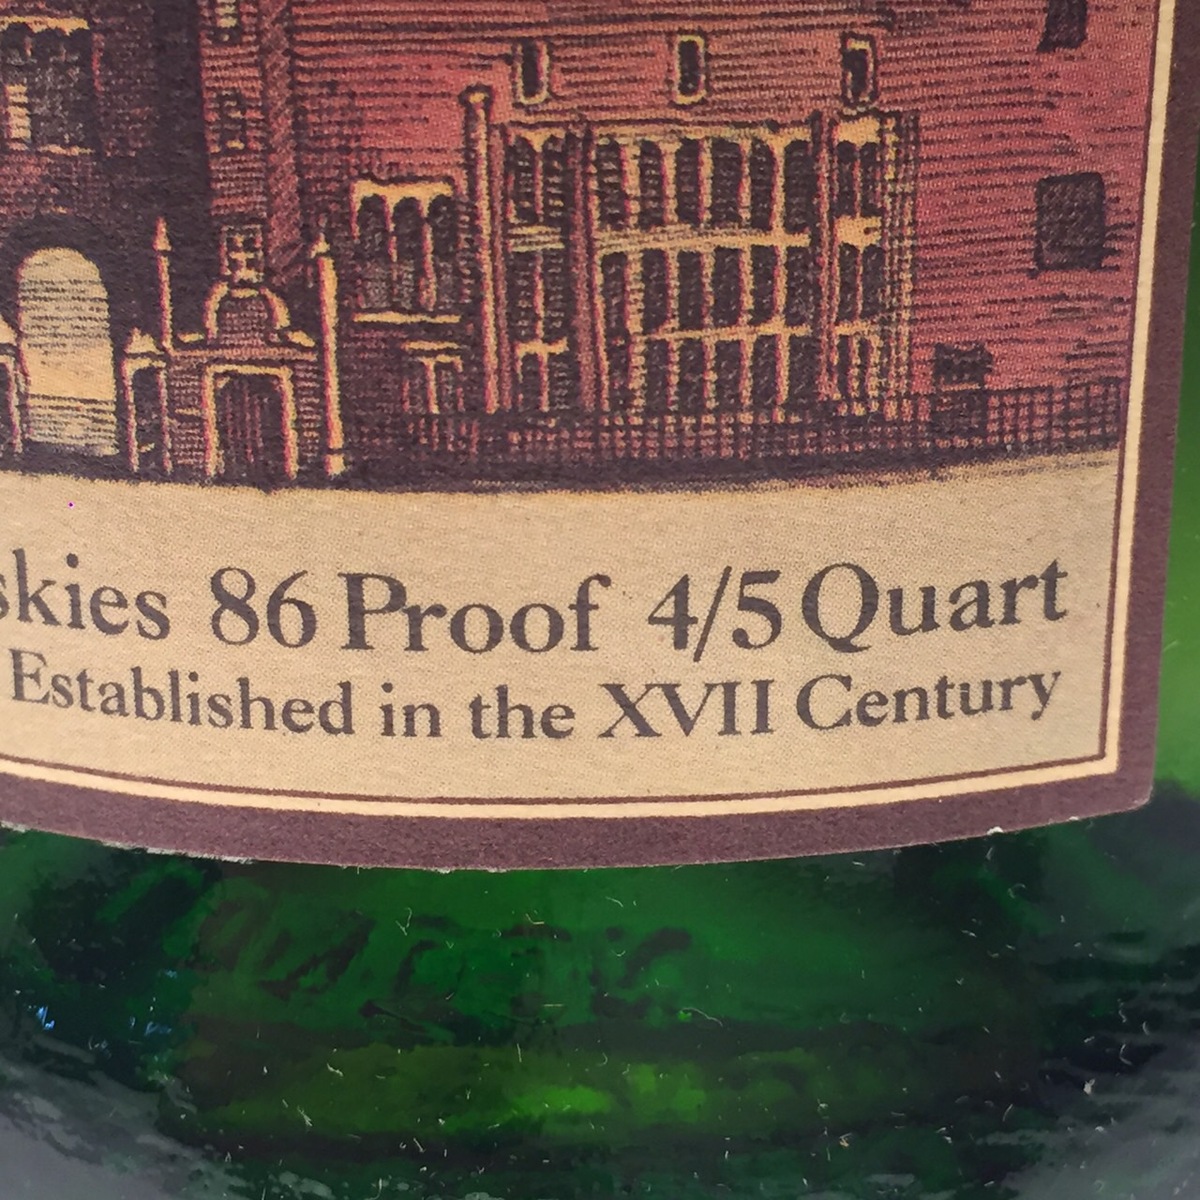 skies 86 Proof 4/5 Quart
Established in the XVII Century